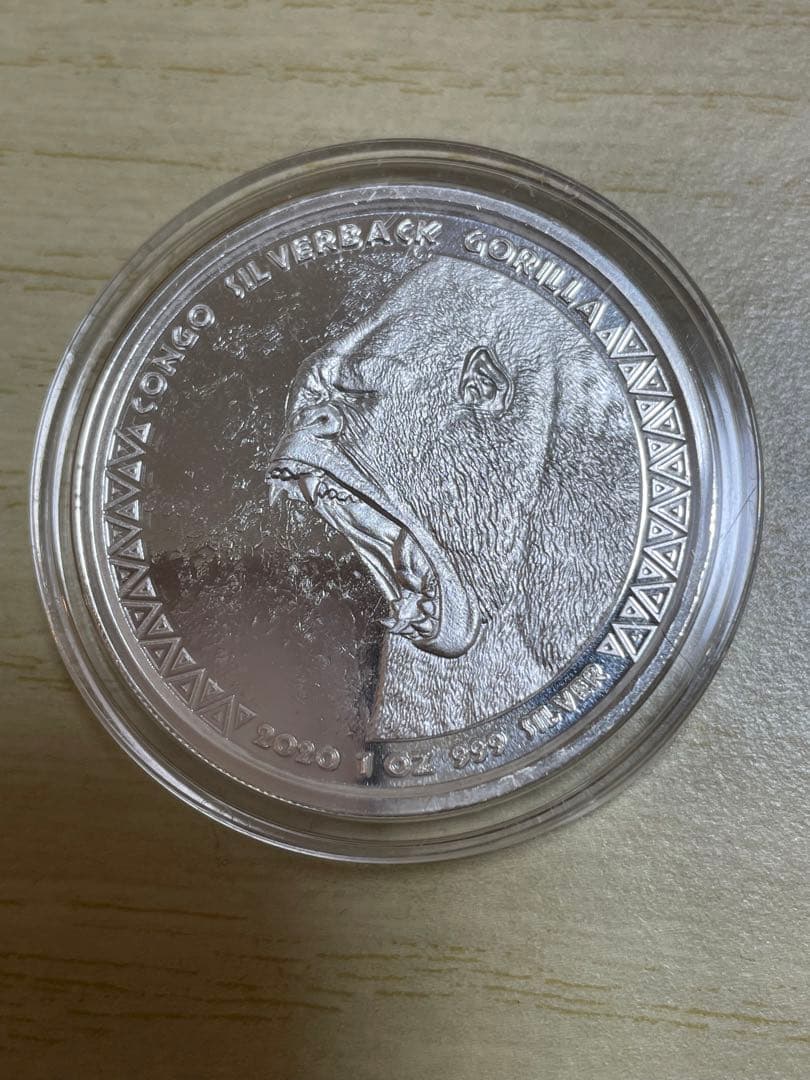 CONGO SILVERBACK GORILLA
2020 1 OZ 999 SILVER